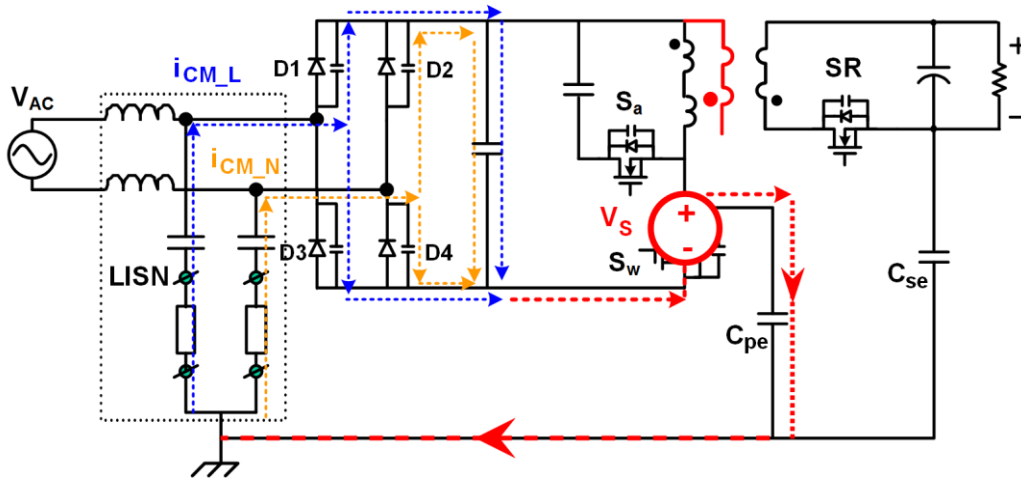 i_CM_L
V_AC
D1
D2
SR
S_a
+
i_CM_N
−
V_S
+
-
D3
D4
S_w
LISN
C_se
C_pe